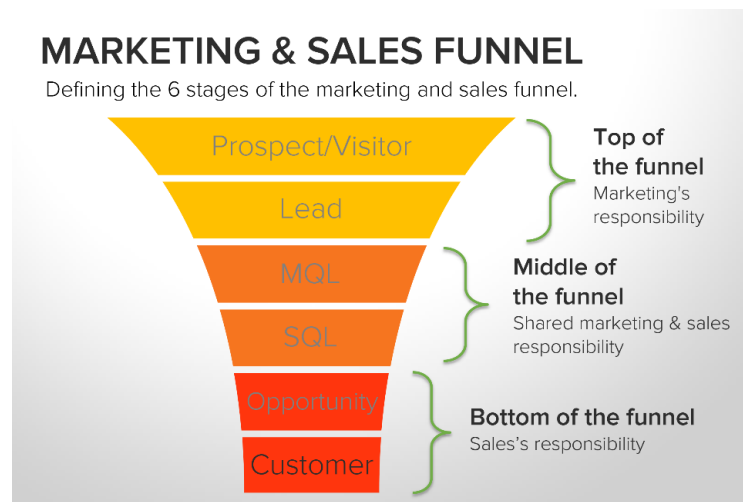 MARKETING & SALES FUNNEL
Defining the 6 stages of the marketing and sales funnel.
Prospect/Visitor
Lead
Top of
the funnel
Marketing's
responsibility
MQL
SQL
Middle of
the funnel
Shared marketing & sales
responsibility
Opportunity
Customer
Bottom of the funnel
Sales's responsibility